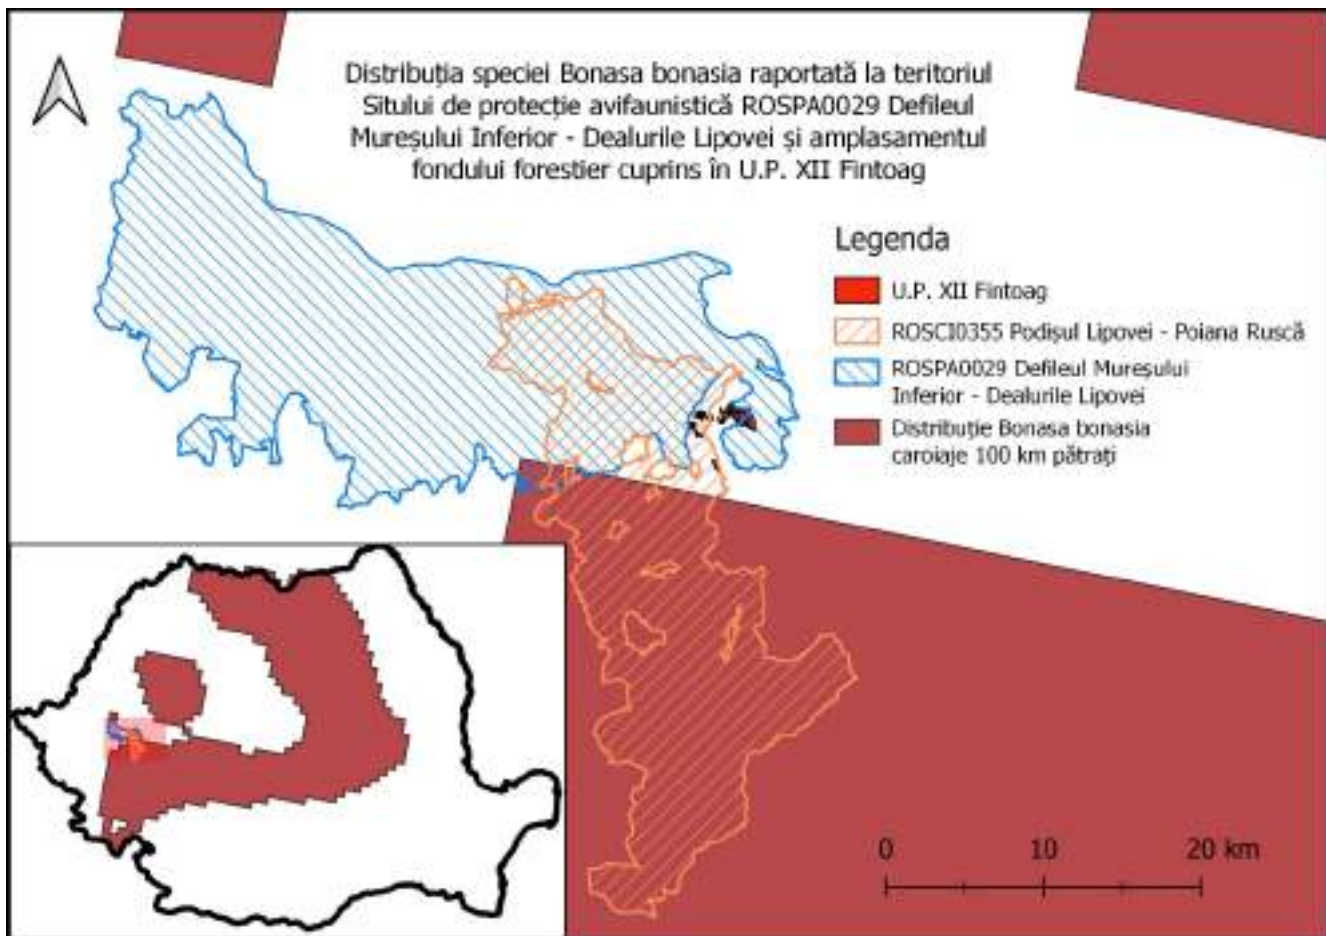 Distribuția speciei Bonasa bonasia raportată la teritoriul
Sitului de protecție avifaunistică ROSPA0029 Defileul
Mureșului Inferior - Dealurile Lipovei și amplasamentul
fondului forestier cuprins în U.P. XII Fintoag
Legenda
U.P. XII Fintoag
ROSCI0355 Podișul Lipovei - Poiana Ruscă
ROSPA0029 Defileul Mureșului
Inferior - Dealurile Lipovei
Distribuție Bonasa bonasia
caroiaje 100 km pătrați
0 10 20 km